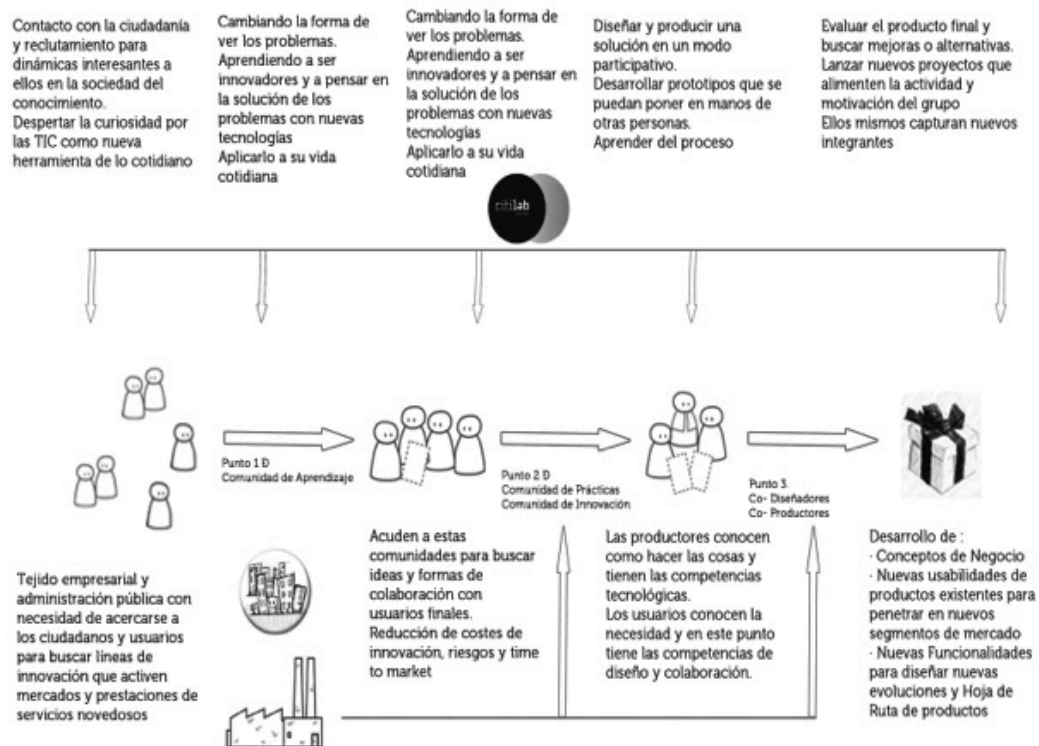 Contacto con la ciudadanía
y reclutamiento para
dinámicas interesantes a
ellos en la sociedad del
conocimiento.
Despertar la curiosidad por
las TIC como nueva
herramienta de lo cotidiano
Cambiando la forma de
ver los problemas.
Aprendiendo a ser
innovadores y a pensar en
la solución de los
problemas con nuevas
tecnologías
Aplicarlo a su vida
cotidiana
Cambiando la forma de
ver los problemas.
Aprendiendo a ser
innovadores y a pensar en
la solución de los
problemas con nuevas
tecnologías
Aplicarlo a su vida
cotidiana
Diseñar y producir una
solución en un modo
participativo.
Desarrollar prototipos que se
puedan poner en manos de
otras personas.
Aprender del proceso
Evaluar el producto final y
buscar mejoras o alternativas.
Lanzar nuevos proyectos que
alimenten la actividad y
motivación del grupo
Ellos mismos capturan nuevos
integrantes
citilab
Punto 1 Ð
Comunidad de Aprendizaje
Punto 2 Ð
Comunidad de Prácticas
Comunidad de Innovación
Punto 3.
Co- Diseñadores
Co- Productores
Tejido empresarial y
administración pública con
necesidad de acercarse a
los ciudadanos y usuarios
para buscar líneas de
innovación que activen
mercados y prestaciones de
servicios novedosos
Acuden a estas
comunidades para buscar
ideas y formas de
colaboración con
usuarios finales.
Reducción de costes de
innovación, riesgos y time
to market
Las productores conocen
como hacer las cosas y
tienen las competencias
tecnológicas.
Los usuarios conocen la
necesidad y en este punto
tiene las competencias de
diseño y colaboración.
Desarrollo de :
· Conceptos de Negocio
· Nuevas usabilidades de
productos existentes para
penetrar en nuevos
segmentos de mercado
· Nuevas Funcionalidades
para diseñar nuevas
evoluciones y Hoja de
Ruta de productos